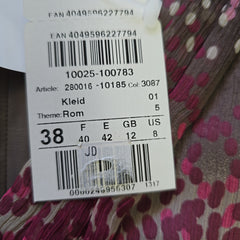 EAN 4049596227794
EAN 4049596227794
10025-100783
Article: 280016 -10185 Col: 3087
Kleid 01
Theme: Rom 5
38 F E GB US
40 42 12 8
JD
1317